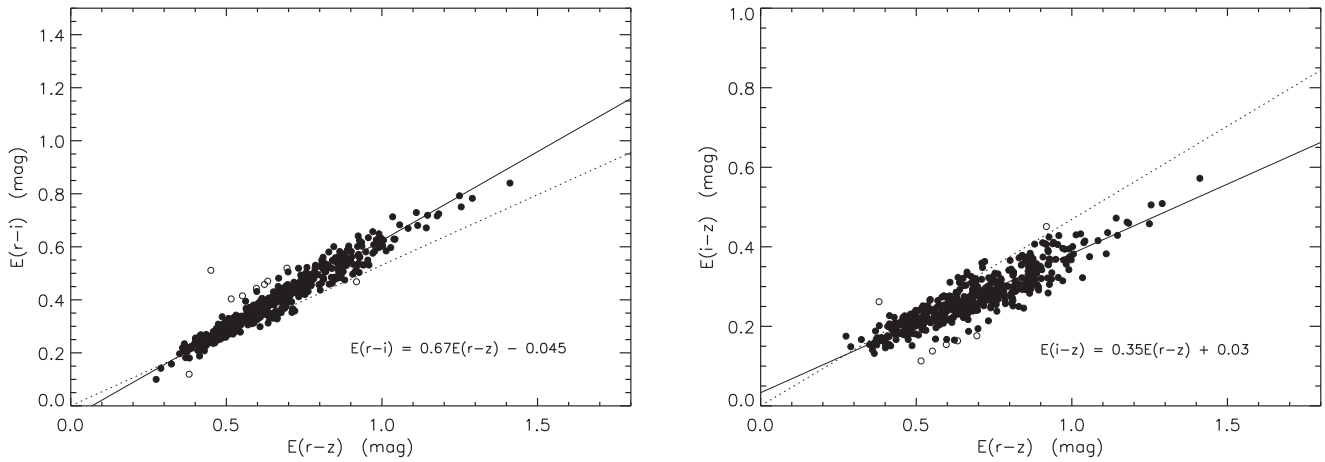 1.4
1.2
1.0
0.8
0.6
0.4
0.2
0.0
E(r−i) (mag)
E(r−i) = 0.67E(r−z) − 0.045
0.0 0.5 1.0 1.5
E(r−z) (mag)
1.0
0.8
0.6
0.4
0.2
0.0
E(i−z) (mag)
E(i−z) = 0.35E(r−z) + 0.03
0.0 0.5 1.0 1.5
E(r−z) (mag)